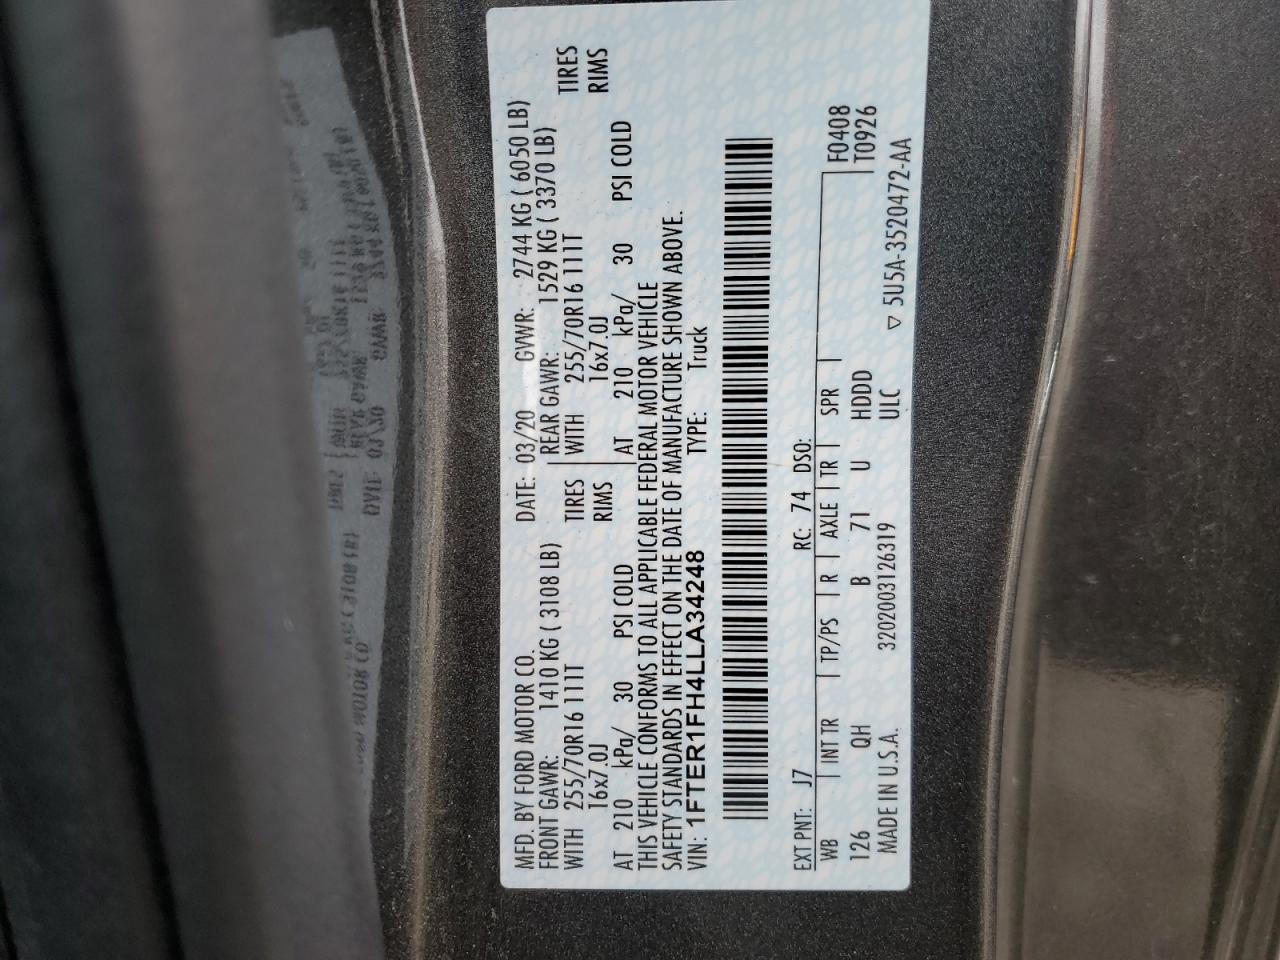 MFD. BY FORD MOTOR CO. DATE: 03/20 GVWR: 2744 KG ( 6050 LB)
FRONT GAWR: 1410 KG ( 3108 LB) REAR GAWR: 1529 KG ( 3370 LB)
WITH 255/70R16 111T TIRES WITH 255/70R16 111T TIRES
16x7.0J RIMS 16x7.0J RIMS
AT 210 kPa/ 30 PSI COLD AT 210 kPa/ 30 PSI COLD
THIS VEHICLE CONFORMS TO ALL APPLICABLE FEDERAL MOTOR VEHICLE
SAFETY STANDARDS IN EFFECT ON THE DATE OF MANUFACTURE SHOWN ABOVE.
VIN: 1FTER1FH4LLA34248 TYPE: Truck
EXT PNT: J7 RC: 74 DSO:
WB INT TR TP/PS R AXLE TR SPR F0408
126 QH B 71 U HDDD T0926
ULC
MADE IN U.S.A. 3202003126319 ▽ 5U5A-3520472-AA